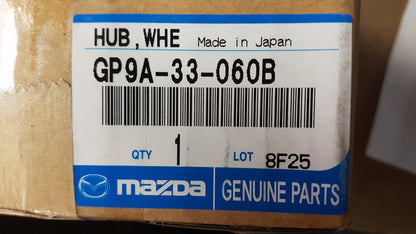 HUB,WHE Made in Japan
GP9A-33-060B
QTY 1 LOT 8F25
mazda GENUINE PARTS